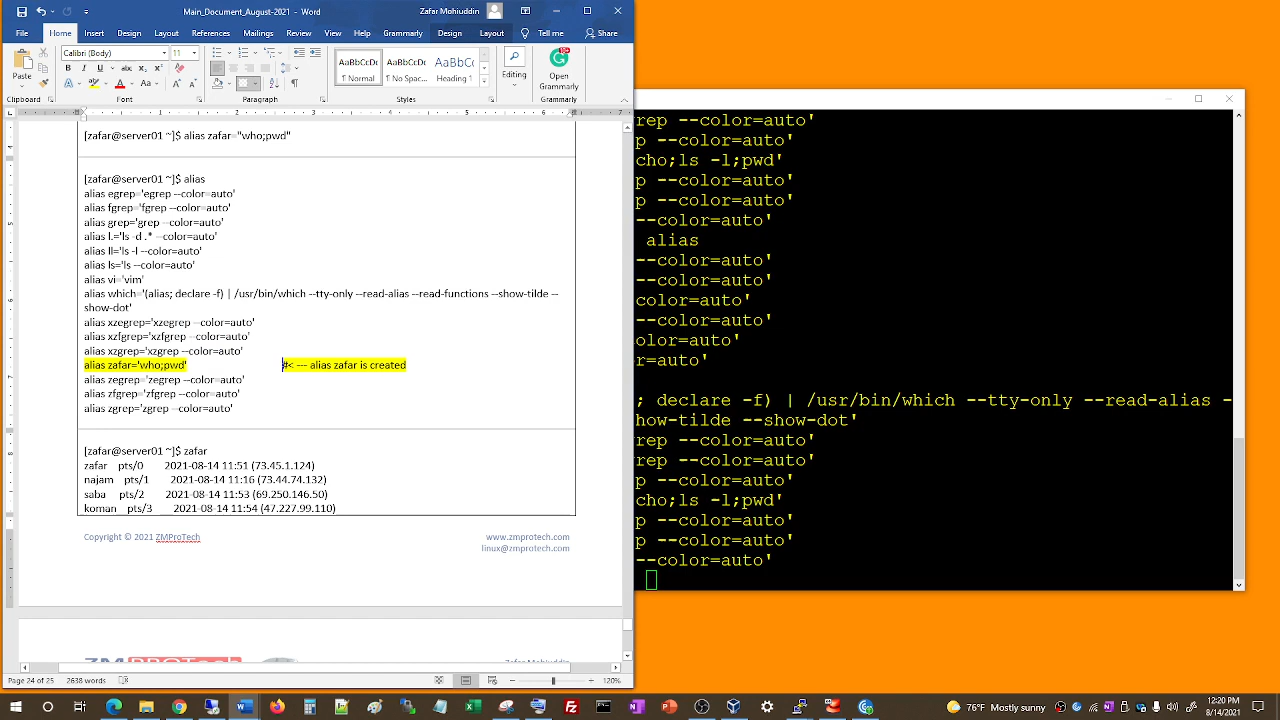 Main_Document_August-2021 - Word
Zafar Mohiuddin
File Home Insert Draw Design Layout References Mailings Review View Help Grammarly Design Layout Tell me Share
Calibri (Body) 11
Paste
B I U abc
Aa
AaBbCcDc AaBbCcDc AaBbCc
¶ Normal ¶ No Spac... Heading 1
Editing
Grammarly
Clipboard Font Paragraph Styles Grammarly
[zafar@server01 ~]$ alias zafar="who;pwd"
[zafar@server01 ~]$ alias
alias egrep='egrep --color=auto'
alias fgrep='fgrep --color=auto'
alias grep='grep --color=auto'
alias l.='ls -d .* --color=auto'
alias ll='ls -l --color=auto'
alias ls='ls --color=auto'
alias vi='vim'
alias which='(alias; declare -f) | /usr/bin/which --tty-only --read-alias --read-functions --show-tilde --
show-dot'
alias xzegrep='xzegrep --color=auto'
alias xzfgrep='xzfgrep --color=auto'
alias xzgrep='xzgrep --color=auto'
alias zafar='who;pwd' #< --- alias zafar is created
alias zegrep='zegrep --color=auto'
alias zfgrep='zfgrep --color=auto'
alias zgrep='zgrep --color=auto'
[zafar@server01 ~]$ zafar
zafar pts/0 2021-08-14 11:51 (73.45.1.124)
anjam pts/1 2021-08-14 11:16 (73.44.74.132)
saba pts/2 2021-08-14 11:53 (69.250.196.50)
koman pts/3 2021-08-14 11:54 (47.227.99.110)
Copyright © 2021 ZMProTech
www.zmprotech.com
linux@zmprotech.com
Page 24 of 25 2638 words
120%
rep --color=auto'
p --color=auto'
cho;ls -l;pwd'
p --color=auto'
p --color=auto'
--color=auto'
alias
--color=auto'
--color=auto'
color=auto'
--color=auto'
olor=auto'
r=auto'
; declare -f) | /usr/bin/which --tty-only --read-alias -
how-tilde --show-dot'
rep --color=auto'
rep --color=auto'
p --color=auto'
cho;ls -l;pwd'
p --color=auto'
p --color=auto'
--color=auto'
76°F Mostly sunny
12:20 PM
8/14/2021